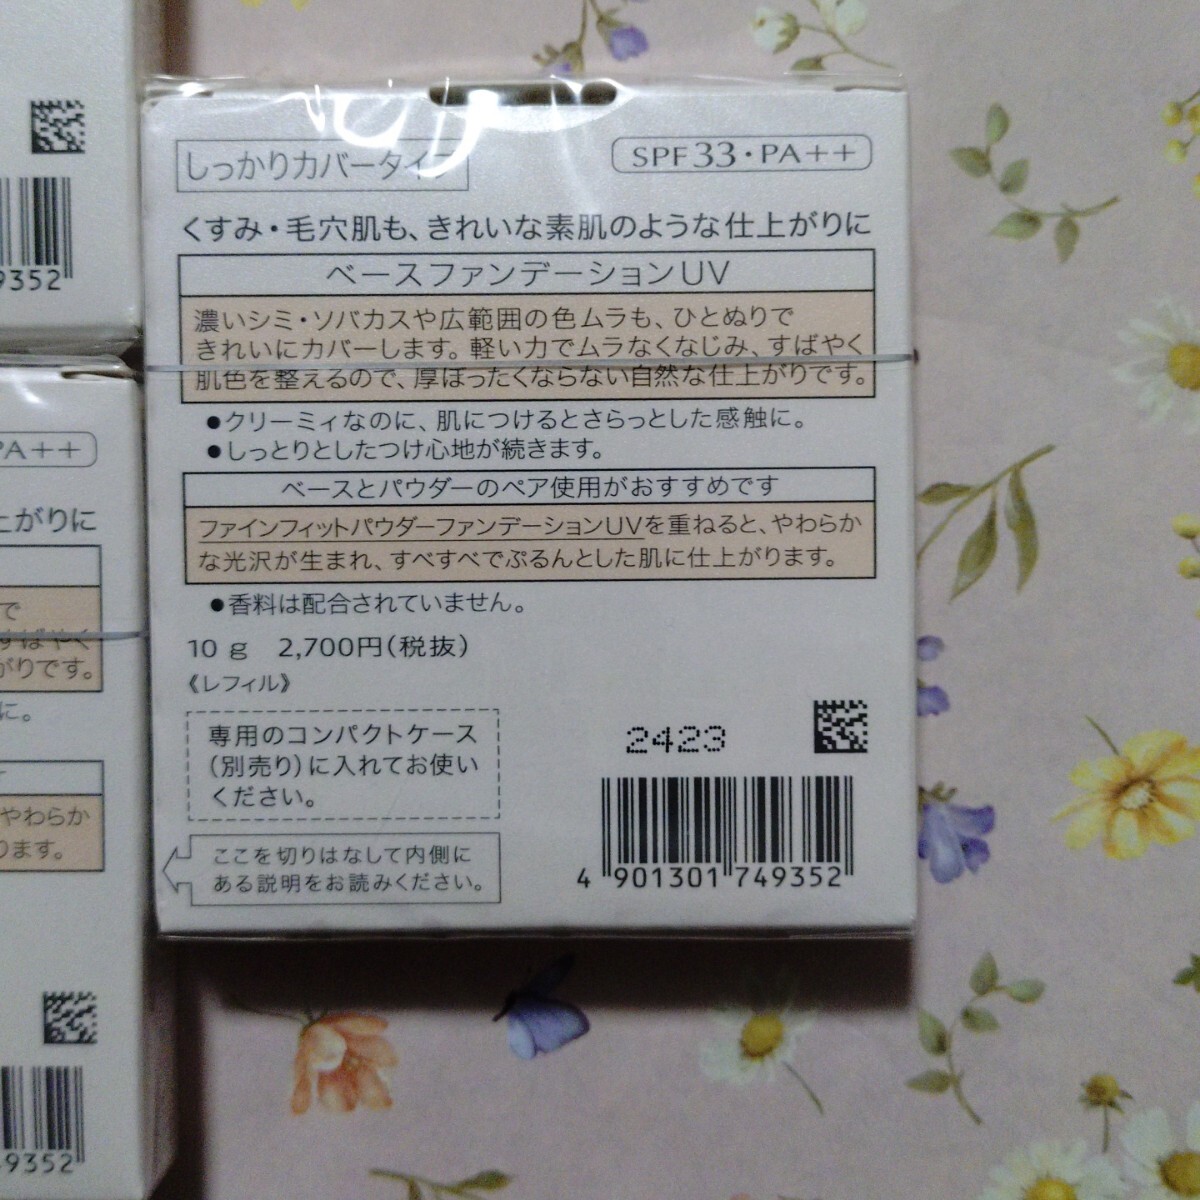 しっかりカバータイプ
SPF33・PA++
くすみ・毛穴肌も、きれいな素肌のような仕上がりに
ベースファンデーションUV
濃いシミ・ソバカスや広範囲の色ムラも、ひとぬりで
きれいにカバーします。軽い力でムラなくなじみ、すばやく
肌色を整えるので、厚ぼったくならない自然な仕上がりです。
●クリーミィなのに、肌につけるとさらっとした感触に。
●しっとりとしたつけ心地が続きます。
ベースとパウダーのペア使用がおすすめです
ファインフィットパウダーファンデーションUVを重ねると、やわらか
な光沢が生まれ、すべすべでぷるんとした肌に仕上がります。
●香料は配合されていません。
10 g 2,700円(税抜)
《レフィル》
専用のコンパクトケース
(別売り)に入れてお使い
ください。
ここを切りはなして内側に
ある説明をお読みください。
2423
4 901301 749352
9352
PA++
上がりに
で
すばやく
がりです。
に。
やわらか
ります。
49352